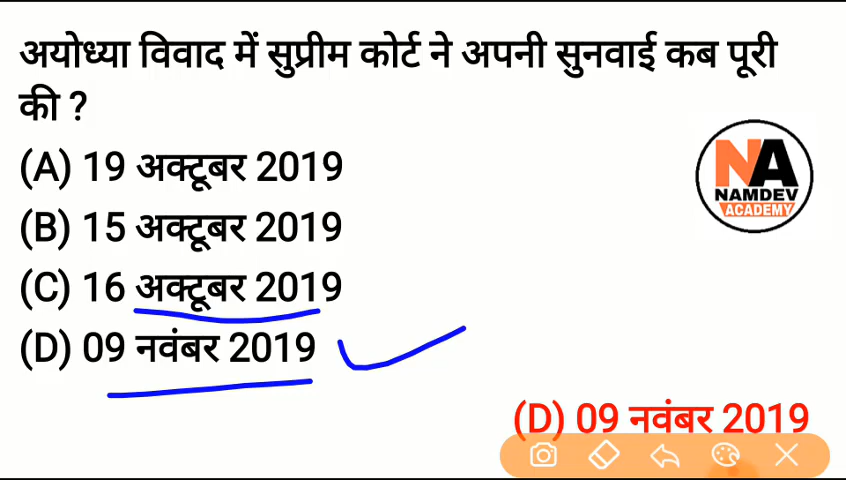 अयोध्या विवाद में सुप्रीम कोर्ट ने अपनी सुनवाई कब पूरी
की ?
(A) 19 अक्टूबर 2019
(B) 15 अक्टूबर 2019
(C) 16 अक्टूबर 2019
(D) 09 नवंबर 2019
NA
NAMDEV
ACADEMY
(D) 09 नवंबर 2019